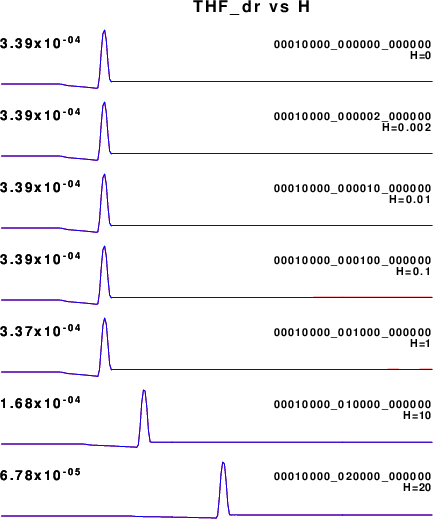 THF_dr vs H
3.39x10-04 00010000_000000_000000
H=0
3.39x10-04 00010000_000002_000000
H=0.002
3.39x10-04 00010000_000010_000000
H=0.01
3.39x10-04 00010000_000100_000000
H=0.1
3.37x10-04 00010000_001000_000000
H=1
1.68x10-04 00010000_010000_000000
H=10
6.78x10-05 00010000_020000_000000
H=20